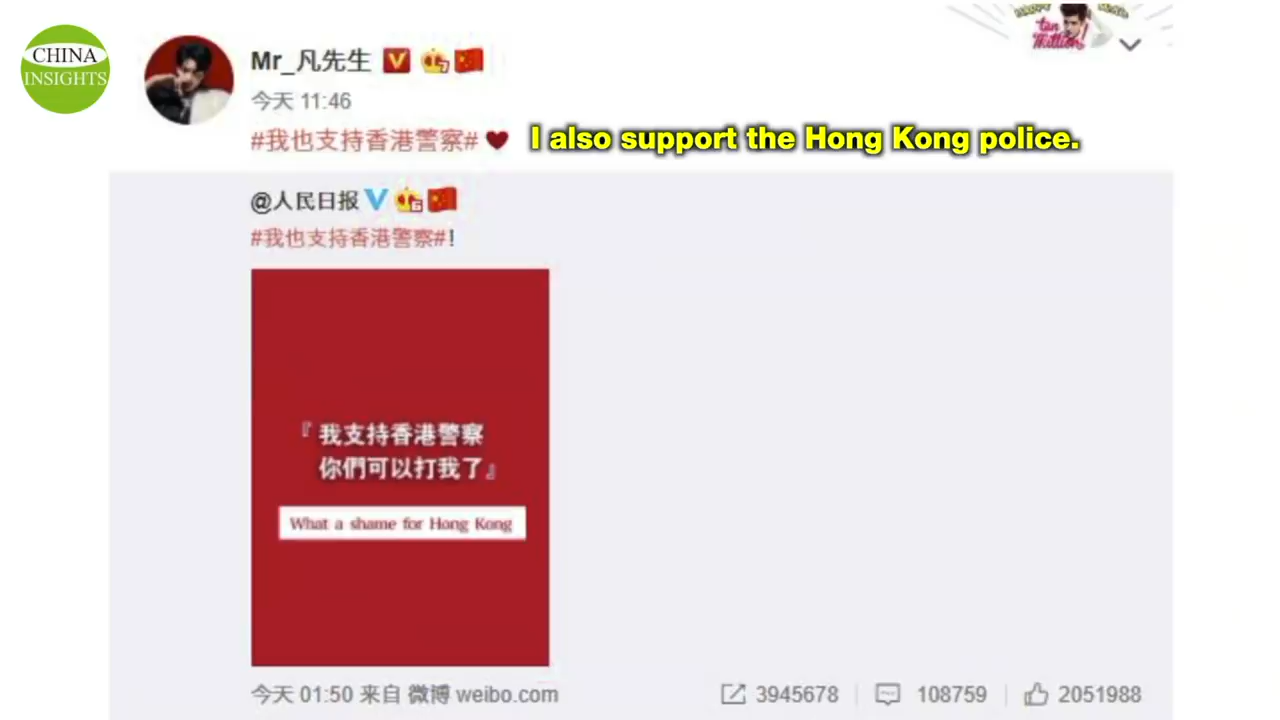 CHINA
INSIGHTS
Mr_凡先生
今天 11:46
#我也支持香港警察# I also support the Hong Kong police.
@人民日报
#我也支持香港警察#!
『我支持香港警察
你們可以打我了』
What a shame for Hong Kong
今天 01:50 来自 微博 weibo.com 3945678 108759 2051988
ten
Million